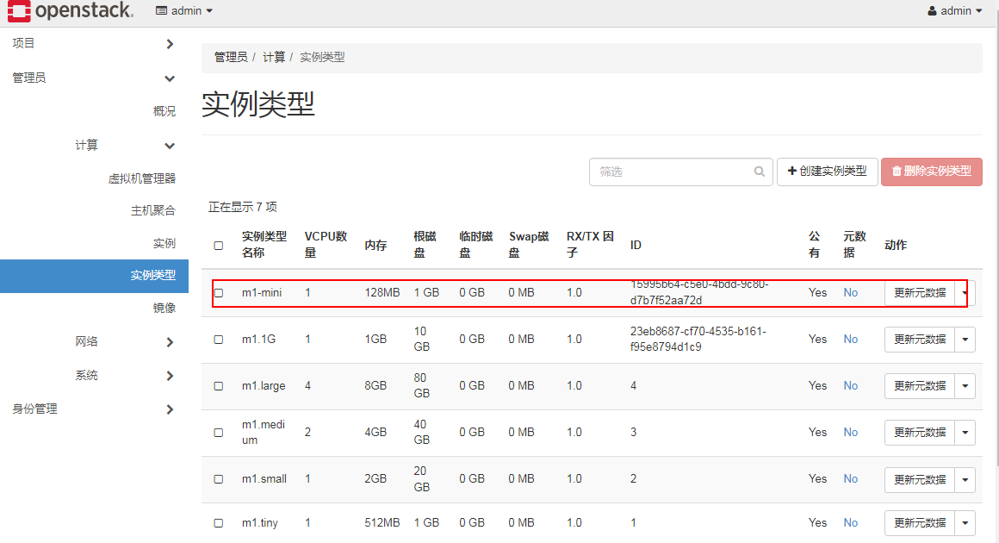 openstack. admin admin
项目
管理员
概况
计算
虚拟机管理器
主机聚合
实例
实例类型
镜像
网络
系统
身份管理
管理员 / 计算 / 实例类型
实例类型
筛选 创建实例类型 删除实例类型
正在显示 7 项
实例类型名称 VCPU数量 内存 根磁盘 临时磁盘 Swap磁盘 RX/TX 因子 ID 公有 元数据 动作
m1-mini 1 128MB 1 GB 0 GB 0 MB 1.0 15995b64-c5e0-4bdd-9c80-d7b7f52aa72d Yes No 更新元数据
m1.1G 1 1GB 10 GB 0 GB 0 MB 1.0 23eb8687-cf70-4535-b161-f95e8794d1c9 Yes No 更新元数据
m1.large 4 8GB 80 GB 0 GB 0 MB 1.0 4 Yes No 更新元数据
m1.medium 2 4GB 40 GB 0 GB 0 MB 1.0 3 Yes No 更新元数据
m1.small 1 2GB 20 GB 0 GB 0 MB 1.0 2 Yes No 更新元数据
m1.tiny 1 512MB 1 GB 0 GB 0 MB 1.0 1 Yes No 更新元数据